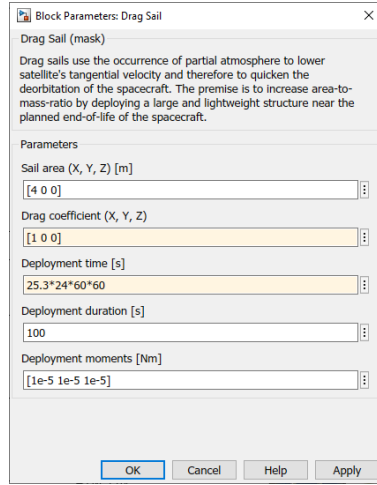 Block Parameters: Drag Sail
Drag Sail (mask)
Drag sails use the occurrence of partial atmosphere to lower
satellite's tangential velocity and therefore to quicken the
deorbitation of the spacecraft. The premise is to increase area-to-
mass-ratio by deploying a large and lightweight structure near the
planned end-of-life of the spacecraft.
Parameters
Sail area (X, Y, Z) [m]
[4 0 0]
Drag coefficient (X, Y, Z)
[1 0 0]
Deployment time [s]
25.3*24*60*60
Deployment duration [s]
100
Deployment moments [Nm]
[1e-5 1e-5 1e-5]
OK Cancel Help Apply